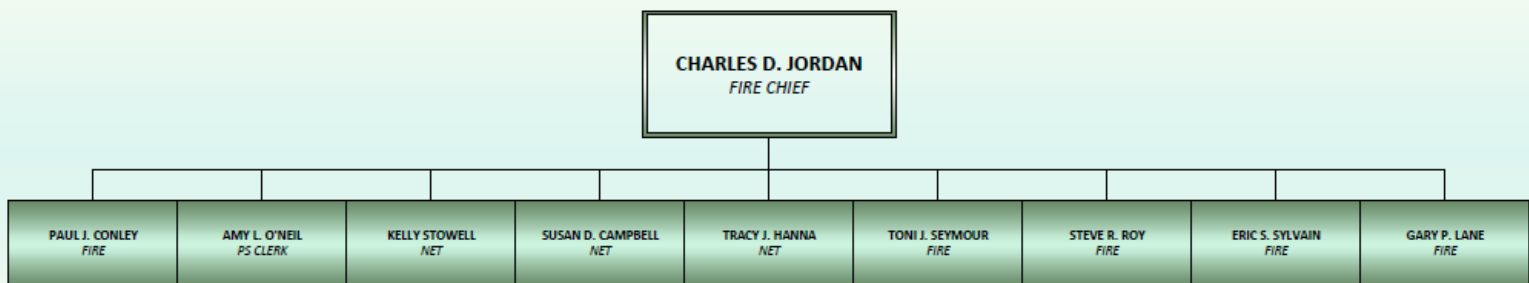 CHARLES D. JORDAN
FIRE CHIEF
PAUL J. CONLEY
FIRE
AMY L. O'NEIL
PS CLERK
KELLY STOWELL
NET
SUSAN D. CAMPBELL
NET
TRACY J. HANNA
NET
TONI J. SEYMOUR
FIRE
STEVE R. ROY
FIRE
ERIC S. SYLVAIN
FIRE
GARY P. LANE
FIRE